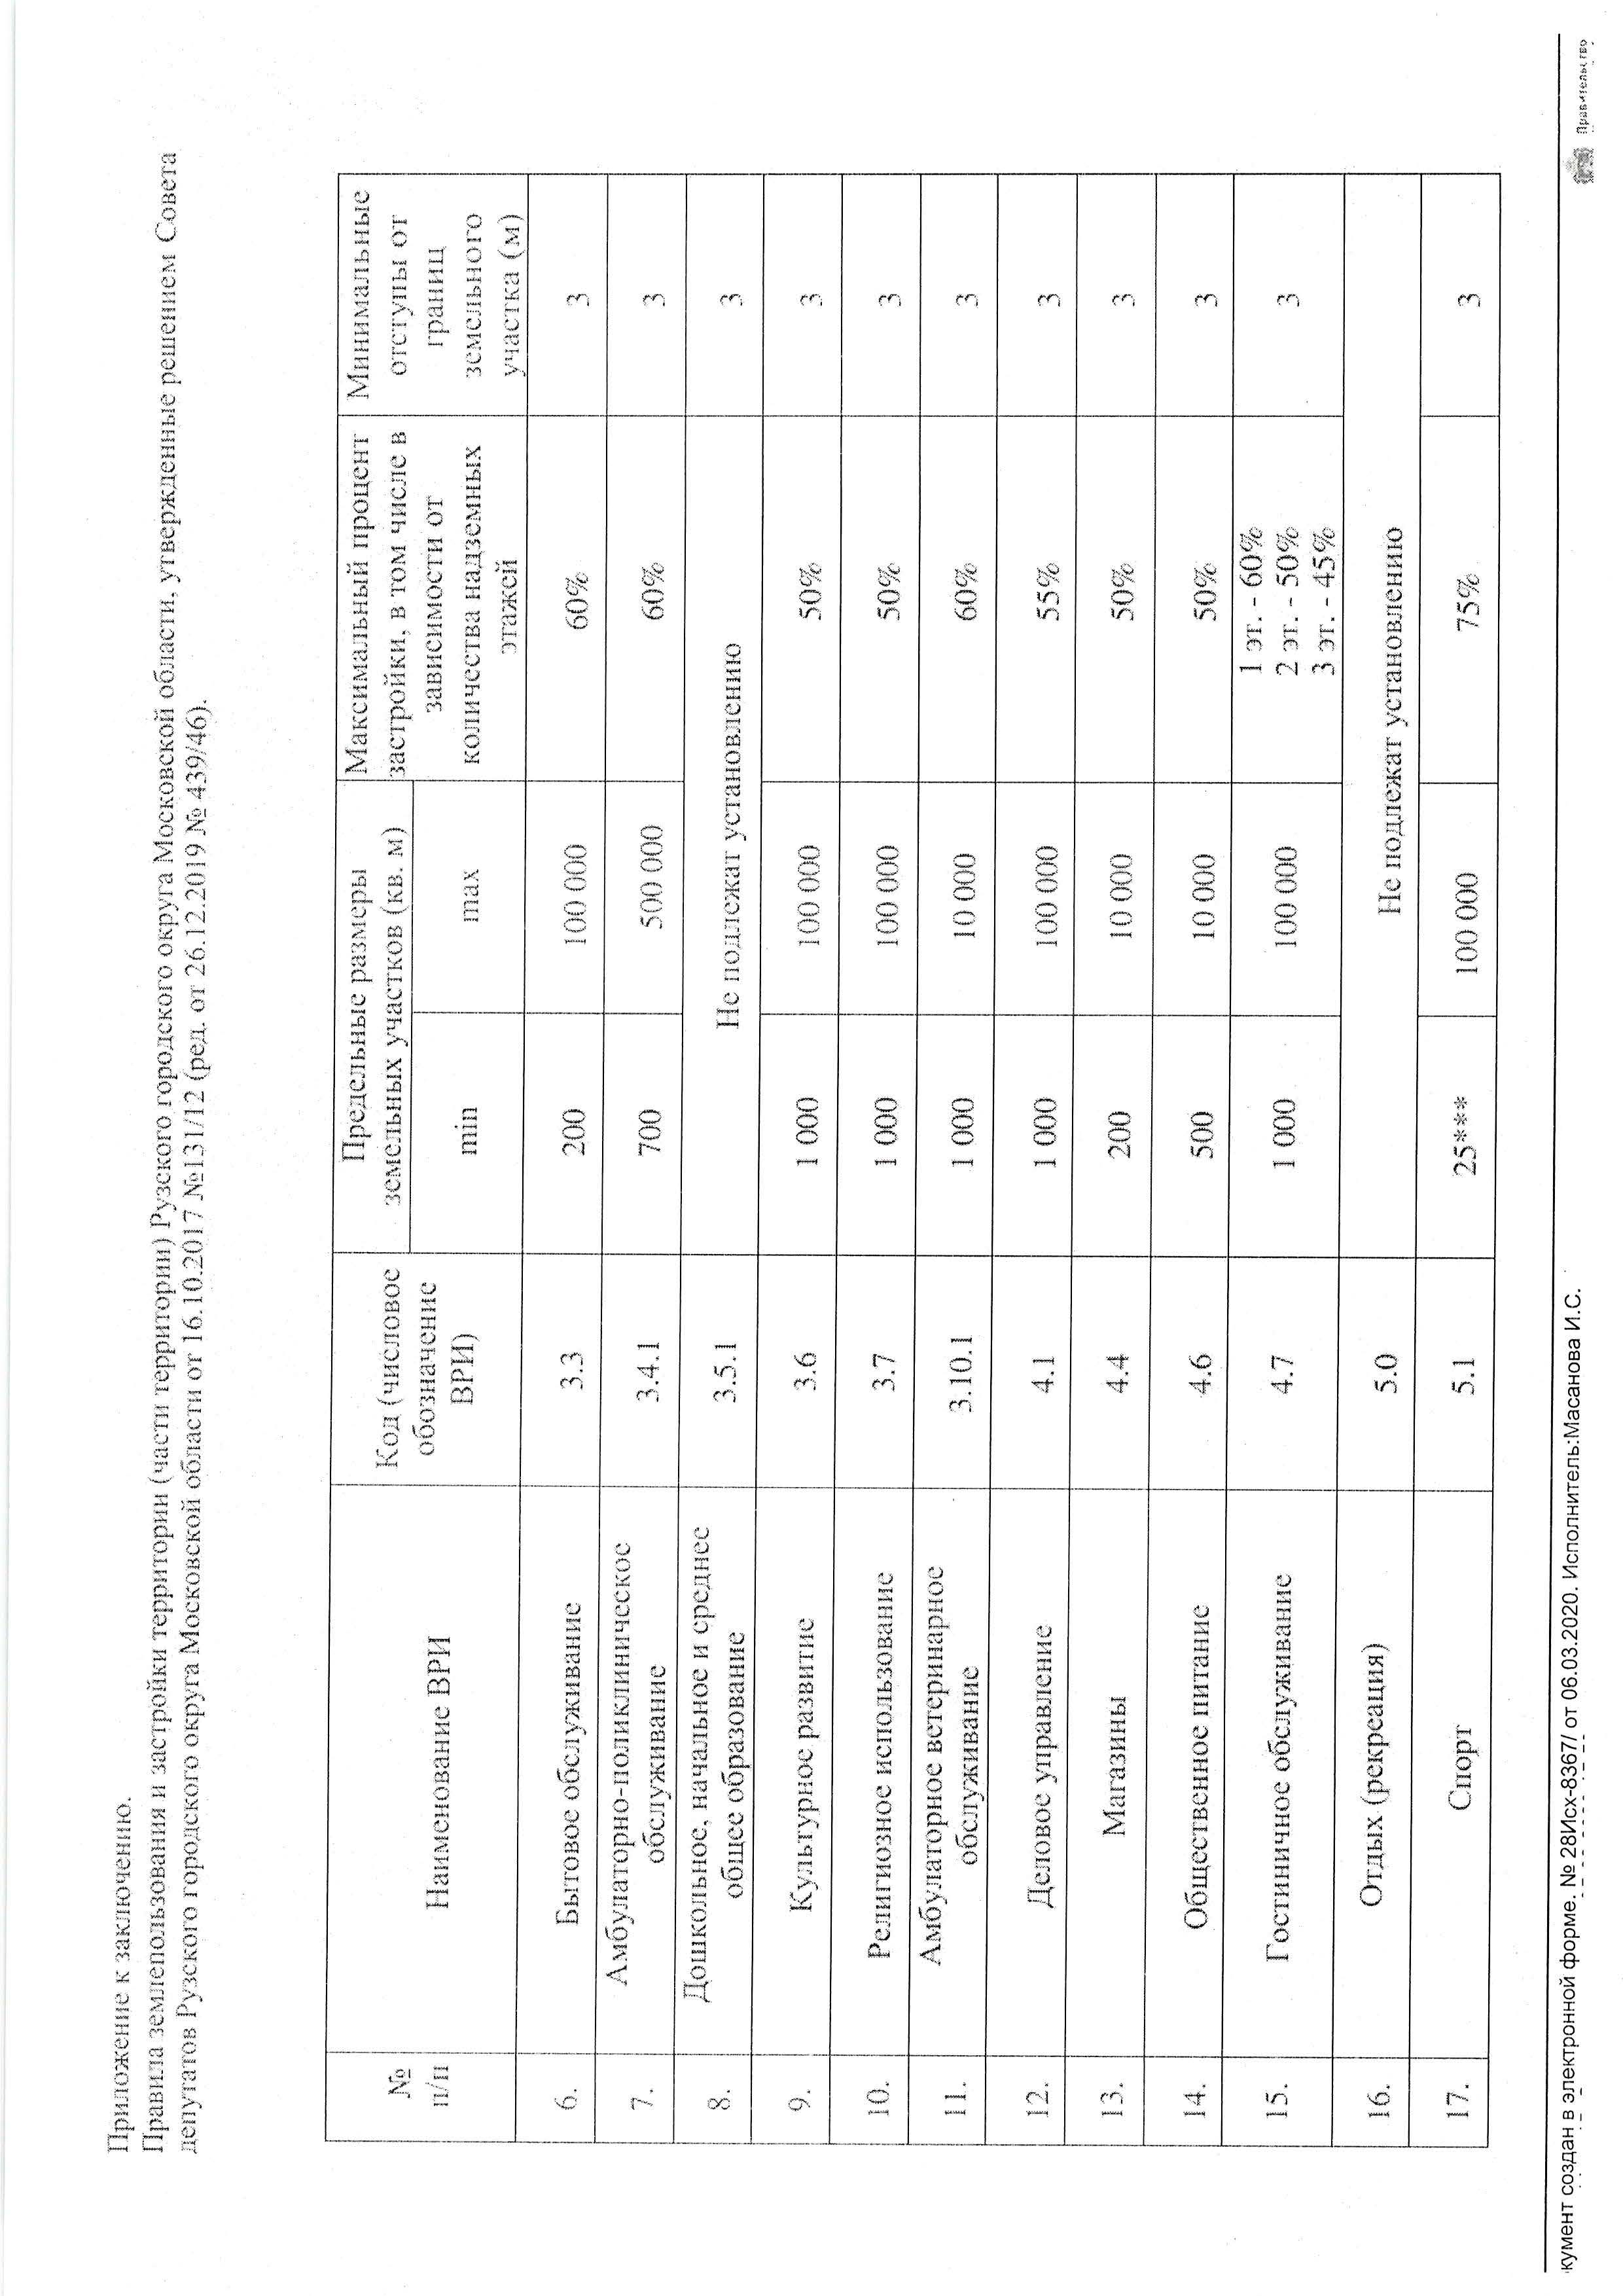 Приложение к заключению.
Правила землепользования и застройки территории (части территории) Рузского городского округа Московской области, утвержденные решением Совета
депутатов Рузского городского округа Московской области от 16.10.2017 №131/12 (ред. от 26.12.2019 № 439/46).
№
п/п
Наименование ВРИ
Код (числовое
обозначение
ВРИ)
Предельные размеры
земельных участков (кв. м)
min
max
Максимальный процент
застройки, в том числе в
зависимости от
количества надземных
этажей
Минимальные
отступы от
границ
земельного
участка (м)
6. Бытовое обслуживание 3.3 200 100 000 60% 3
7. Амбулаторно-поликлиническое
обслуживание 3.4.1 700 500 000 60% 3
8. Дошкольное, начальное и среднее
общее образование 3.5.1 Не подлежат установлению 3
9. Культурное развитие 3.6 1 000 100 000 50% 3
10. Религиозное использование 3.7 1 000 100 000 50% 3
11. Амбулаторное ветеринарное
обслуживание 3.10.1 1 000 10 000 60% 3
12. Деловое управление 4.1 1 000 100 000 55% 3
13. Магазины 4.4 200 10 000 50% 3
14. Общественное питание 4.6 500 10 000 50% 3
15. Гостиничное обслуживание 4.7 1 000 100 000 1 эт. - 60%
2 эт. - 50%
3 эт. - 45% 3
16. Отдых (рекреация) 5.0 Не подлежат установлению
17. Спорт 5.1 25*** 100 000 75% 3
кумент создан в электронной форме. № 28Исх-8367/ от 06.03.2020. Исполнитель:Масанова И.С.
Правительство